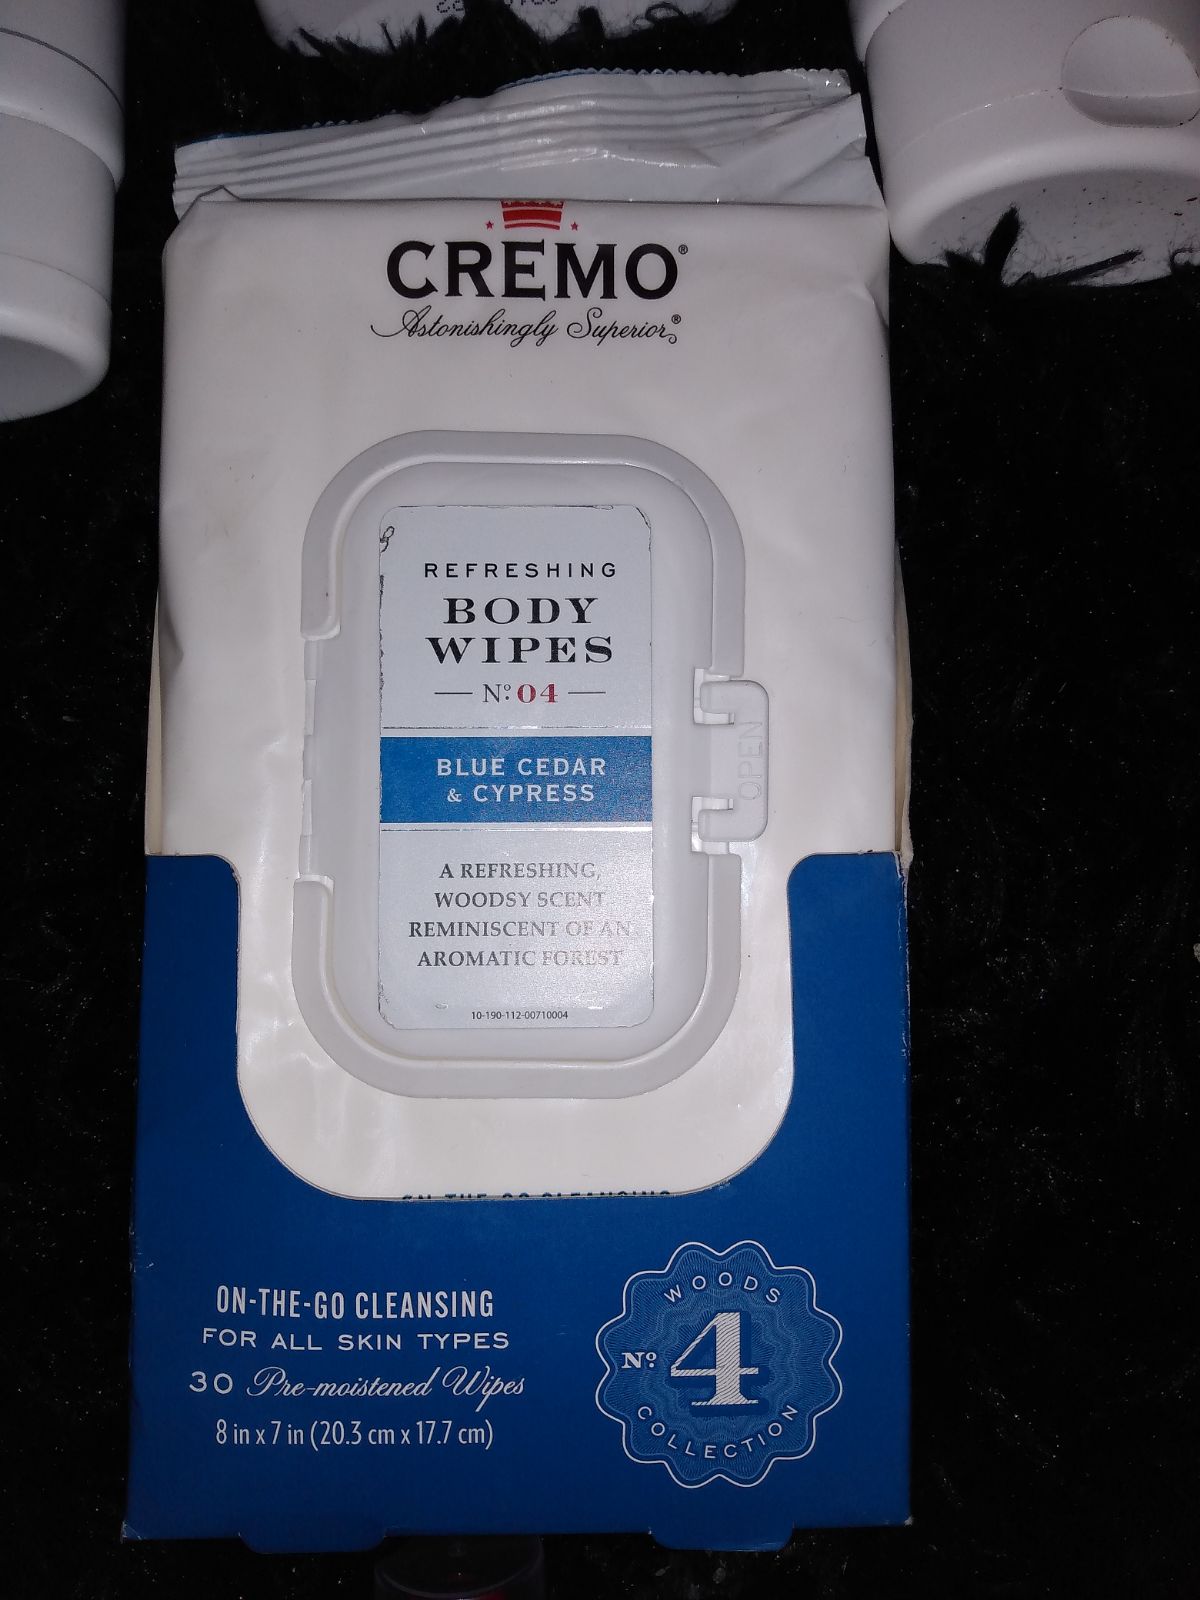 CREMO®
Astonishingly Superior®
REFRESHING
BODY
WIPES
Nº 04
BLUE CEDAR
& CYPRESS
A REFRESHING,
WOODSY SCENT
REMINISCENT OF AN
AROMATIC FOREST
10-190-112-00710004
OPEN
ON-THE-GO CLEANSING
FOR ALL SKIN TYPES
30 Pre-moistened Wipes
8 in x 7 in (20.3 cm x 17.7 cm)
WOODS
Nº 4
COLLECTION